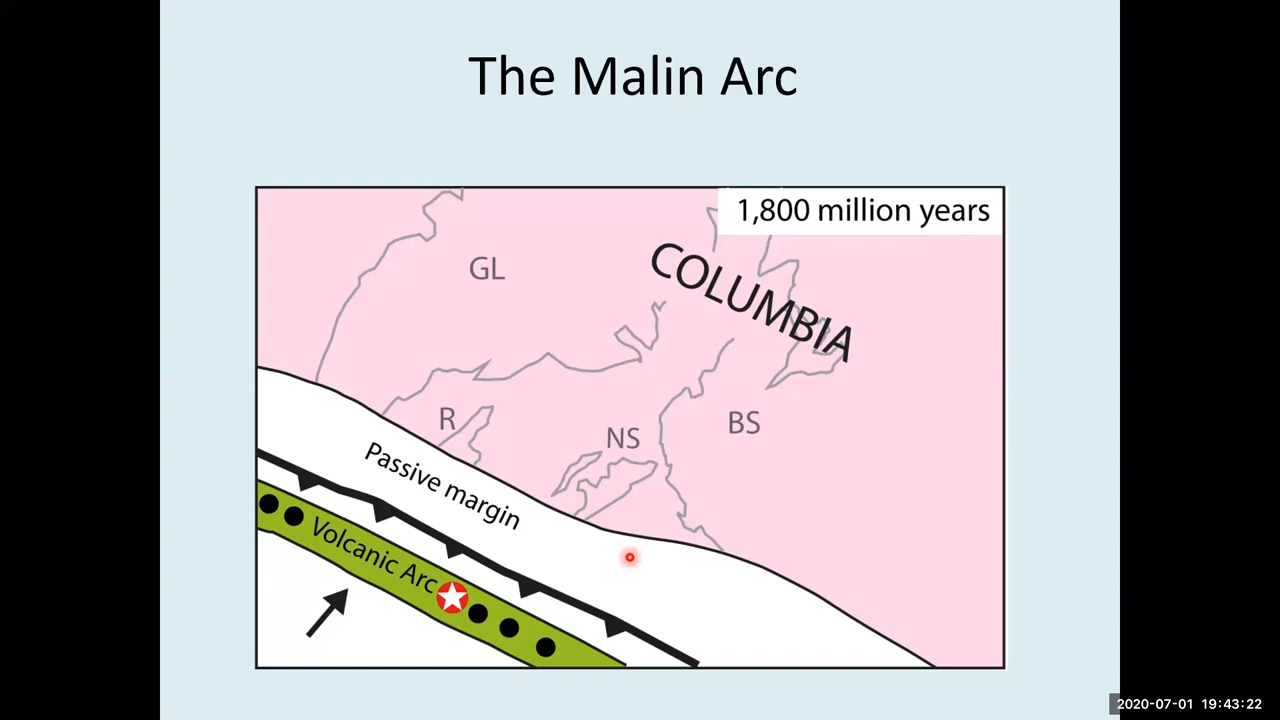 The Malin Arc
1,800 million years
GL
COLUMBIA
R
NS
BS
Passive margin
Volcanic Arc
2020-07-01 19:43:22